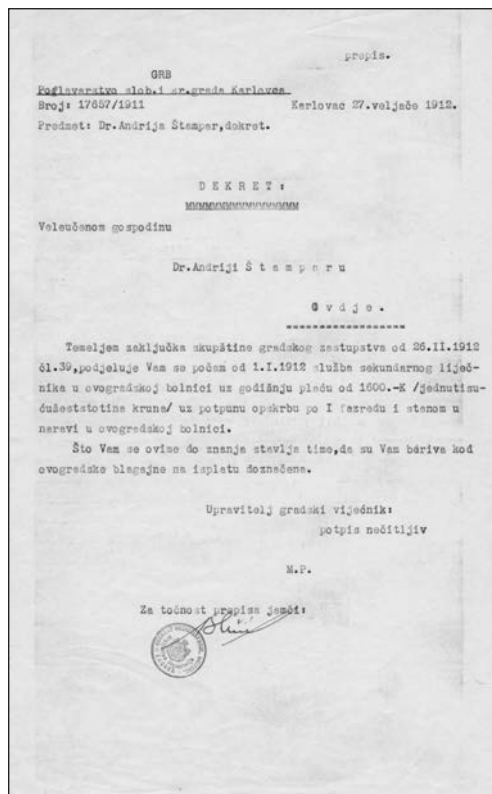 prepis.
GRB
Poglavarstvo slob.i kr.grada Karlovca
Broj: 17657/1911 Karlovac 27.veljače 1912.
Predmet: Dr.Andrija Štamper,dekret.
D E K R E T :
Veleučenom gospodinu
Dr.Andriji Š t a m p a r u
O v d j e .
Temeljem zaključka skupštine gradskog zastupstva od 26.II.1912
čl.39,podjeljuje Vam se počam od 1.I.1912 služba sekundarnog liječ-
nika u ovogradskoj bolnici uz godišnju plaću od 1600.-K /jednutisu-
ćušeststotina kruna/ uz potpunu opskrbu po I razredu i stanom u
naravi u ovogradskoj bolnici.
Što Vam se ovime do znanja stavlja time,da su Vam beriva kod
ovogradske blagajne na isplatu doznačena.
Upravitelj gradski vijećnik:
potpis nečitljiv
M.P.
Za točnost prepisa jamči: